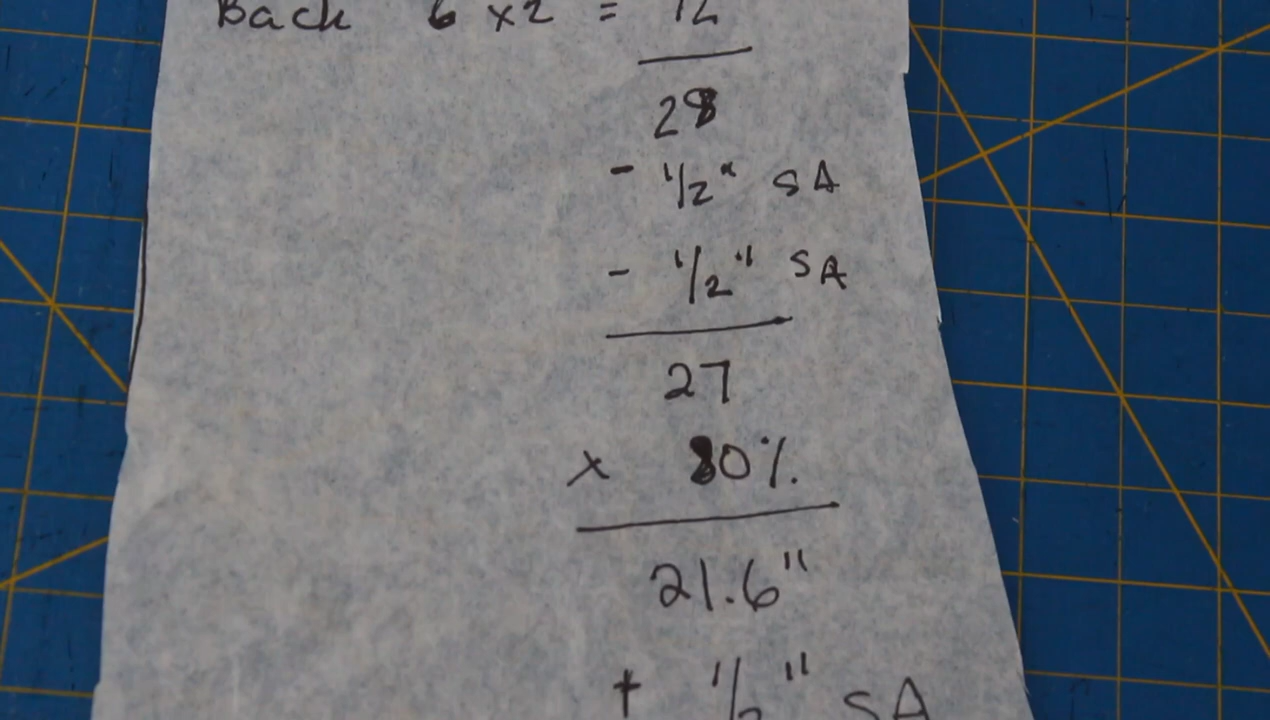 Back 6 x2 = 12
28
- 1/2" SA
- 1/2" SA
27
x 80%
21.6"
+ 1/2" SA